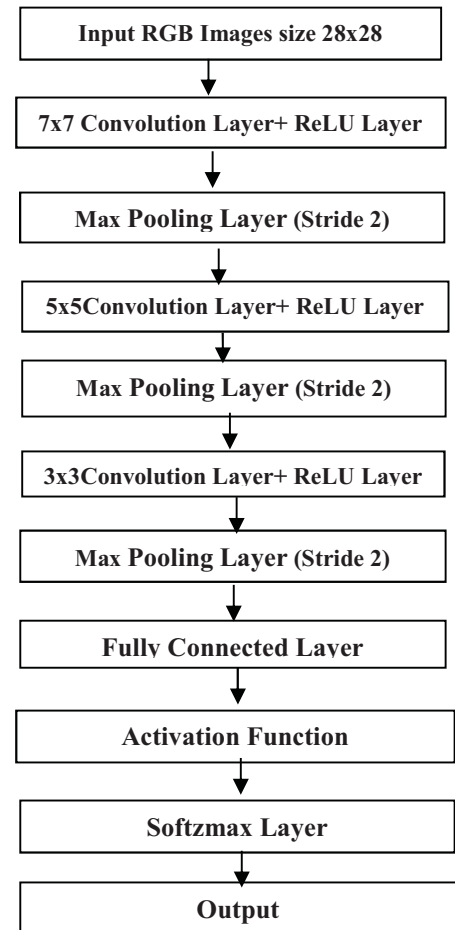 Input RGB Images size 28x28
7x7 Convolution Layer+ ReLU Layer
Max Pooling Layer (Stride 2)
5x5Convolution Layer+ ReLU Layer
Max Pooling Layer (Stride 2)
3x3Convolution Layer+ ReLU Layer
Max Pooling Layer (Stride 2)
Fully Connected Layer
Activation Function
Softzmax Layer
Output